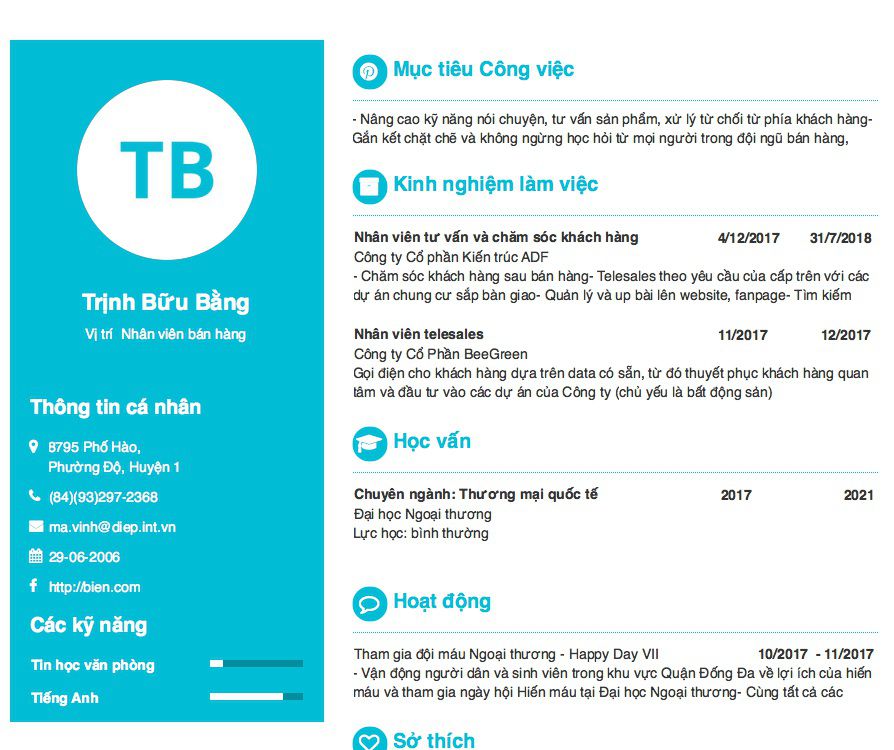 TB
Trịnh Bữu Bằng
Vị trí Nhân viên bán hàng
Thông tin cá nhân
8795 Phố Hào,
Phường Độ, Huyện 1
(84)(93)297-2368
ma.vinh@diep.int.vn
29-06-2006
http://bien.com
Các kỹ năng
Tin học văn phòng
Tiếng Anh
Mục tiêu Công việc
- Nâng cao kỹ năng nói chuyện, tư vấn sản phẩm, xử lý từ chối từ phía khách hàng-
Gắn kết chặt chẽ và không ngừng học hỏi từ mọi người trong đội ngũ bán hàng,
Kinh nghiệm làm việc
Nhân viên tư vấn và chăm sóc khách hàng 4/12/2017 31/7/2018
Công ty Cổ phần Kiến trúc ADF
- Chăm sóc khách hàng sau bán hàng- Telesales theo yêu cầu của cấp trên với các
dự án chung cư sắp bàn giao- Quản lý và up bài lên website, fanpage- Tìm kiếm
Nhân viên telesales 11/2017 12/2017
Công ty Cổ Phần BeeGreen
Gọi điện cho khách hàng dựa trên data có sẵn, từ đó thuyết phục khách hàng quan
tâm và đầu tư vào các dự án của Công ty (chủ yếu là bất động sản)
Học vấn
Chuyên ngành: Thương mại quốc tế 2017 2021
Đại học Ngoại thương
Lực học: bình thường
Hoạt động
Tham gia đội máu Ngoại thương - Happy Day VII 10/2017 - 11/2017
- Vận động người dân và sinh viên trong khu vực Quận Đống Đa về lợi ích của hiến
máu và tham gia ngày hội Hiến máu tại Đại học Ngoại thương- Cùng tất cả các
Sở thích